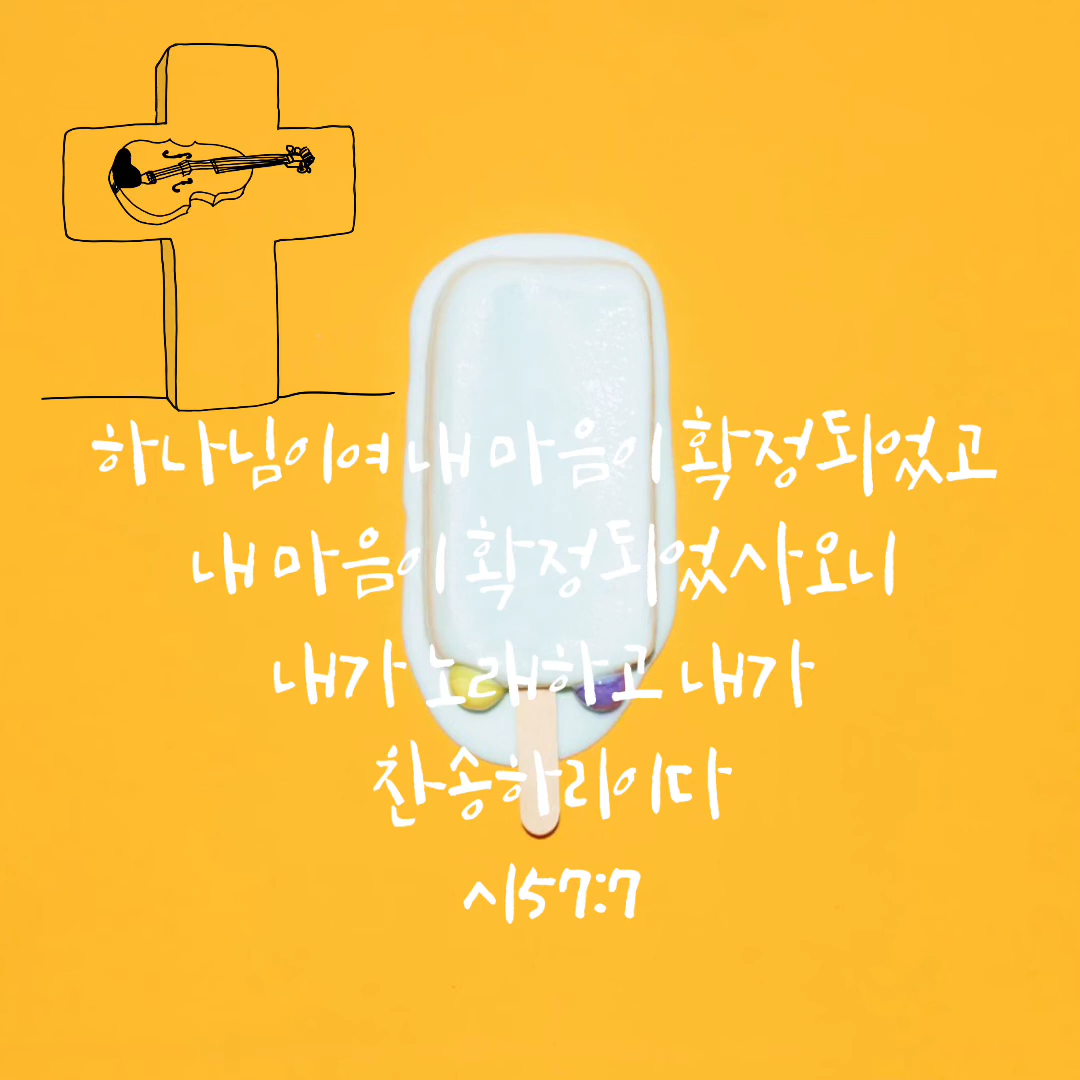 하나님이여 내 마음이 확정되었고
내 마음이 확정되었사오니
내가 노래하고 내가
찬송하리이다
시57:7